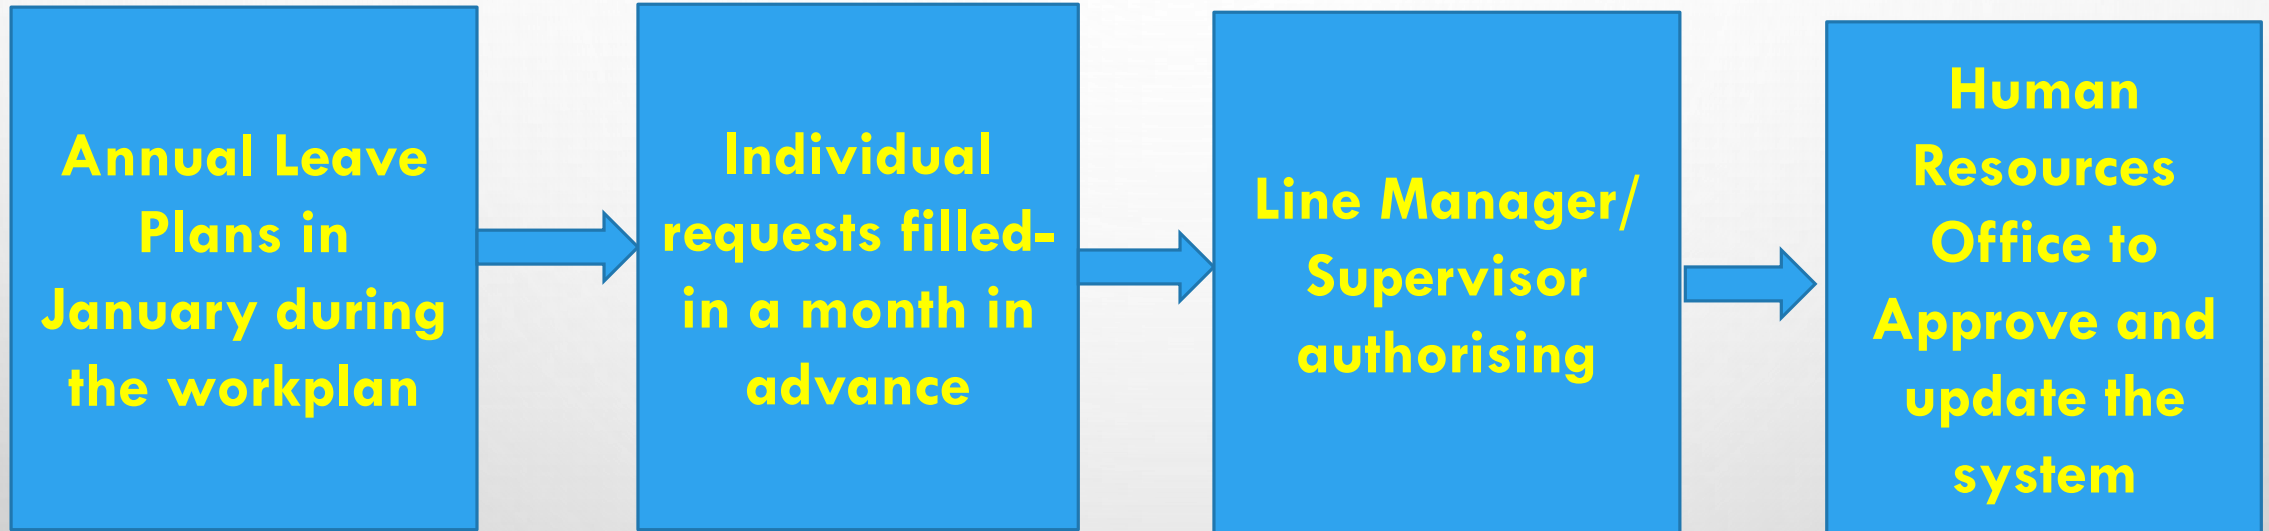 Annual Leave
Plans in
January during
the workplan
Individual
requests filled-
in a month in
advance
Line Manager/
Supervisor
authorising
Human
Resources
Office to
Approve and
update the
system